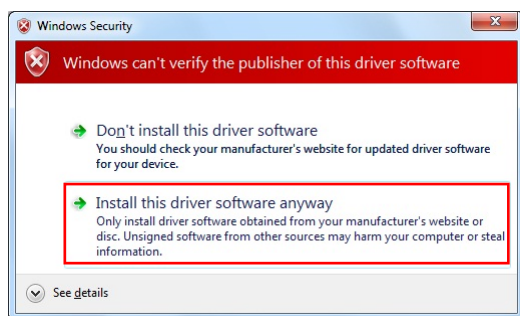 Windows Security
Windows can't verify the publisher of this driver software
Don't install this driver software
You should check your manufacturer's website for updated driver software
for your device.
Install this driver software anyway
Only install driver software obtained from your manufacturer's website or
disc. Unsigned software from other sources may harm your computer or steal
information.
See details